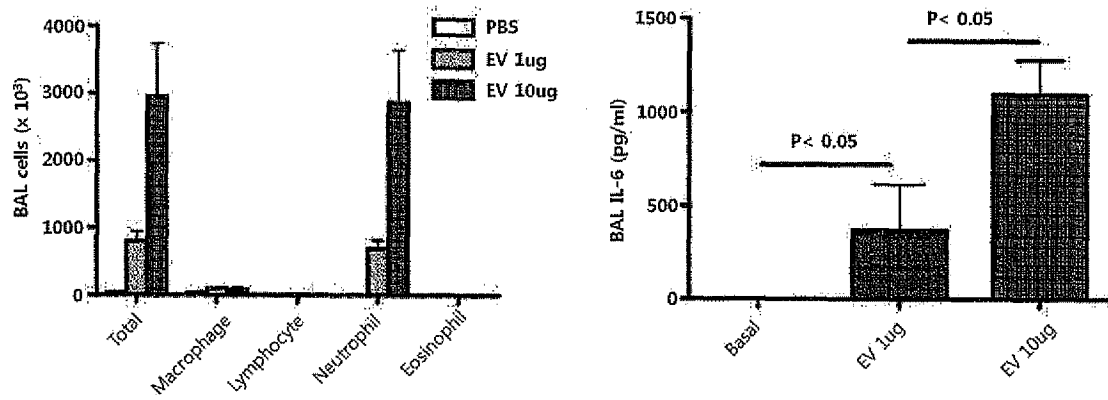 BAL cells (x 10³)
4000
3000
2000
1000
0
PBS
EV 1ug
EV 10ug
Total
Macrophage
Lymphocyte
Neutrophil
Eosinophil
BAL IL-6 (pg/ml)
1500
1000
500
0
P< 0.05
P< 0.05
Basal
EV 1ug
EV 10ug